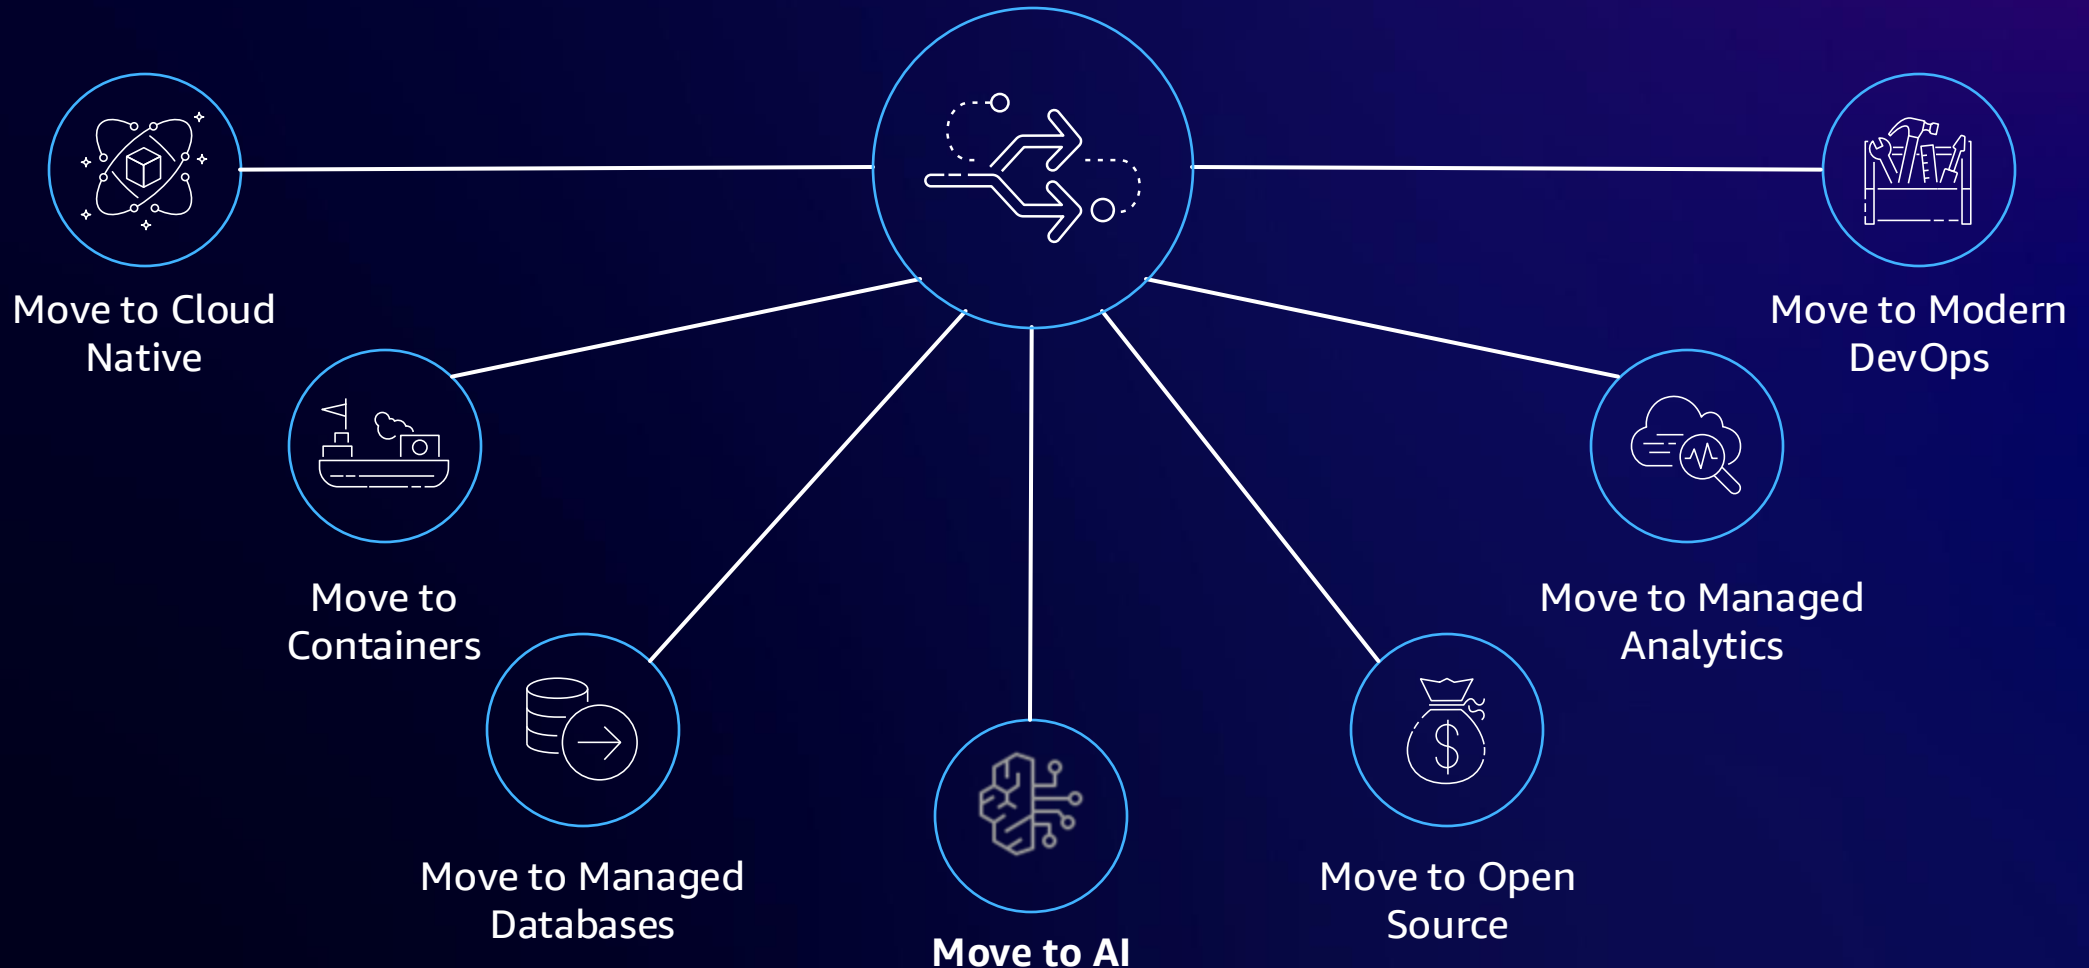 Move to Cloud
Native
Move to
Containers
Move to Managed
Databases
Move to AI
Move to Open
Source
Move to Managed
Analytics
Move to Modern
DevOps